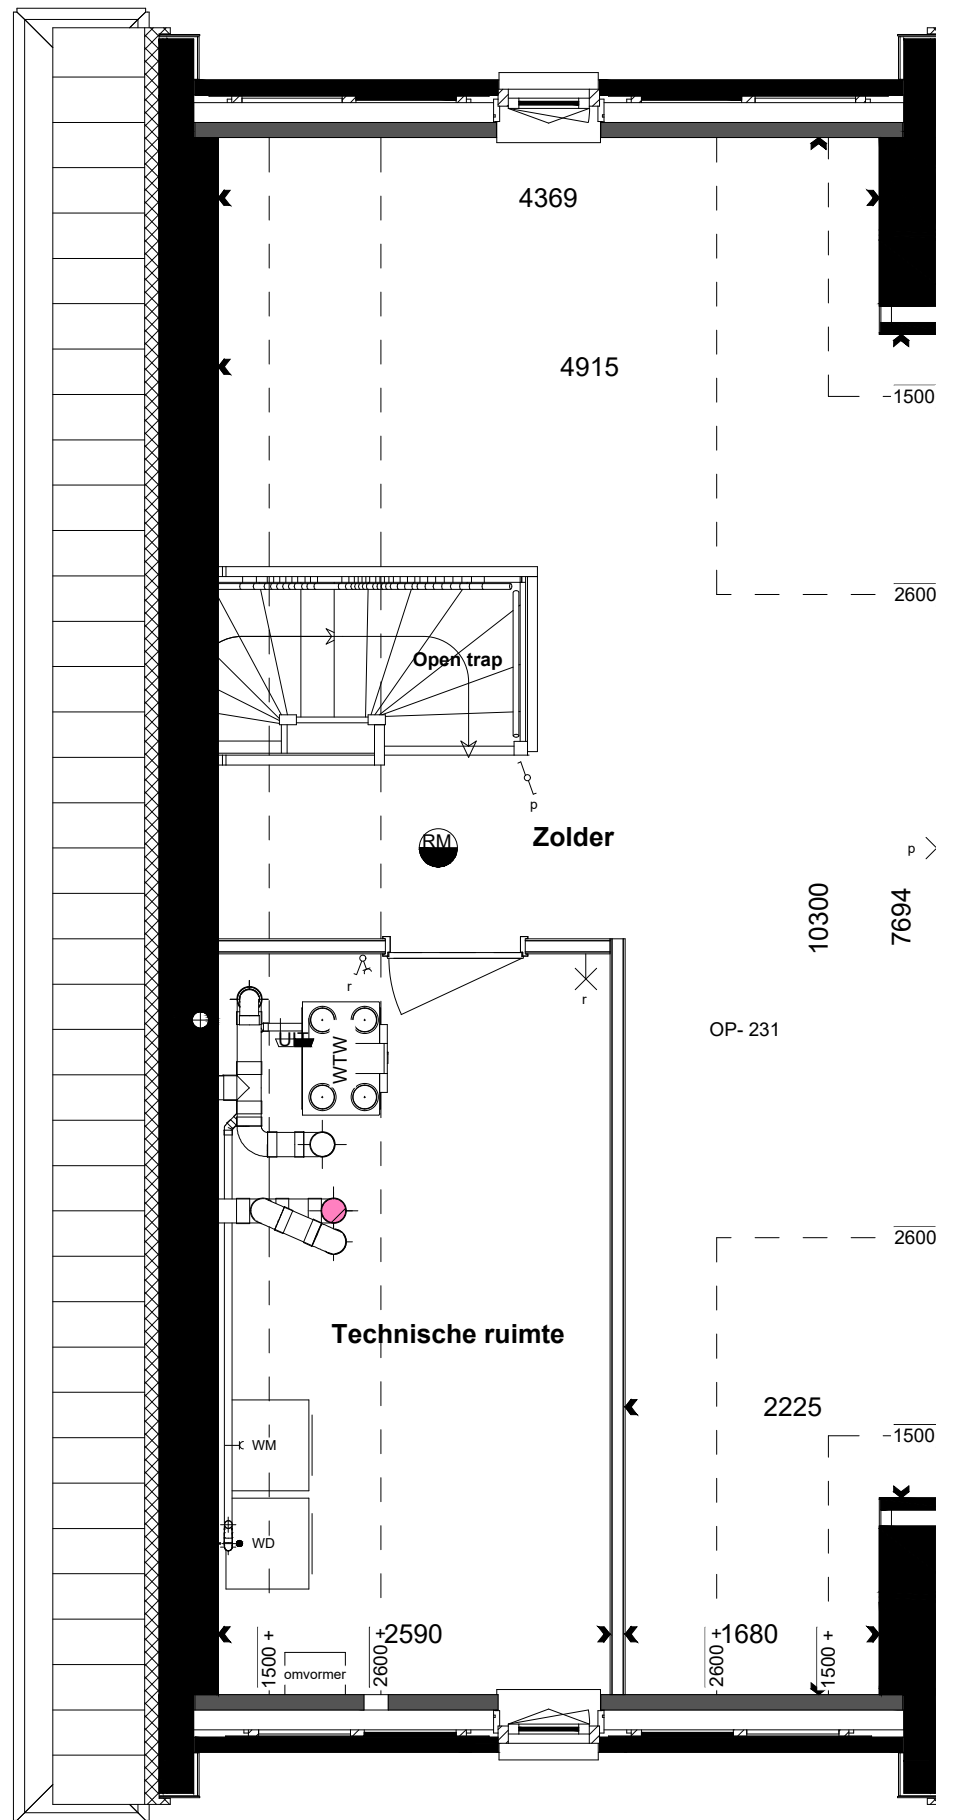 4369
4915
1500
2600
Open trap
p
RM
Zolder
p
10300
7694
r
r
WTW
OP- 231
2600
Technische ruimte
2225
1500
WM
WD
2590
1680
1500 +
2600 +
2600 +
1500 +
omvormer